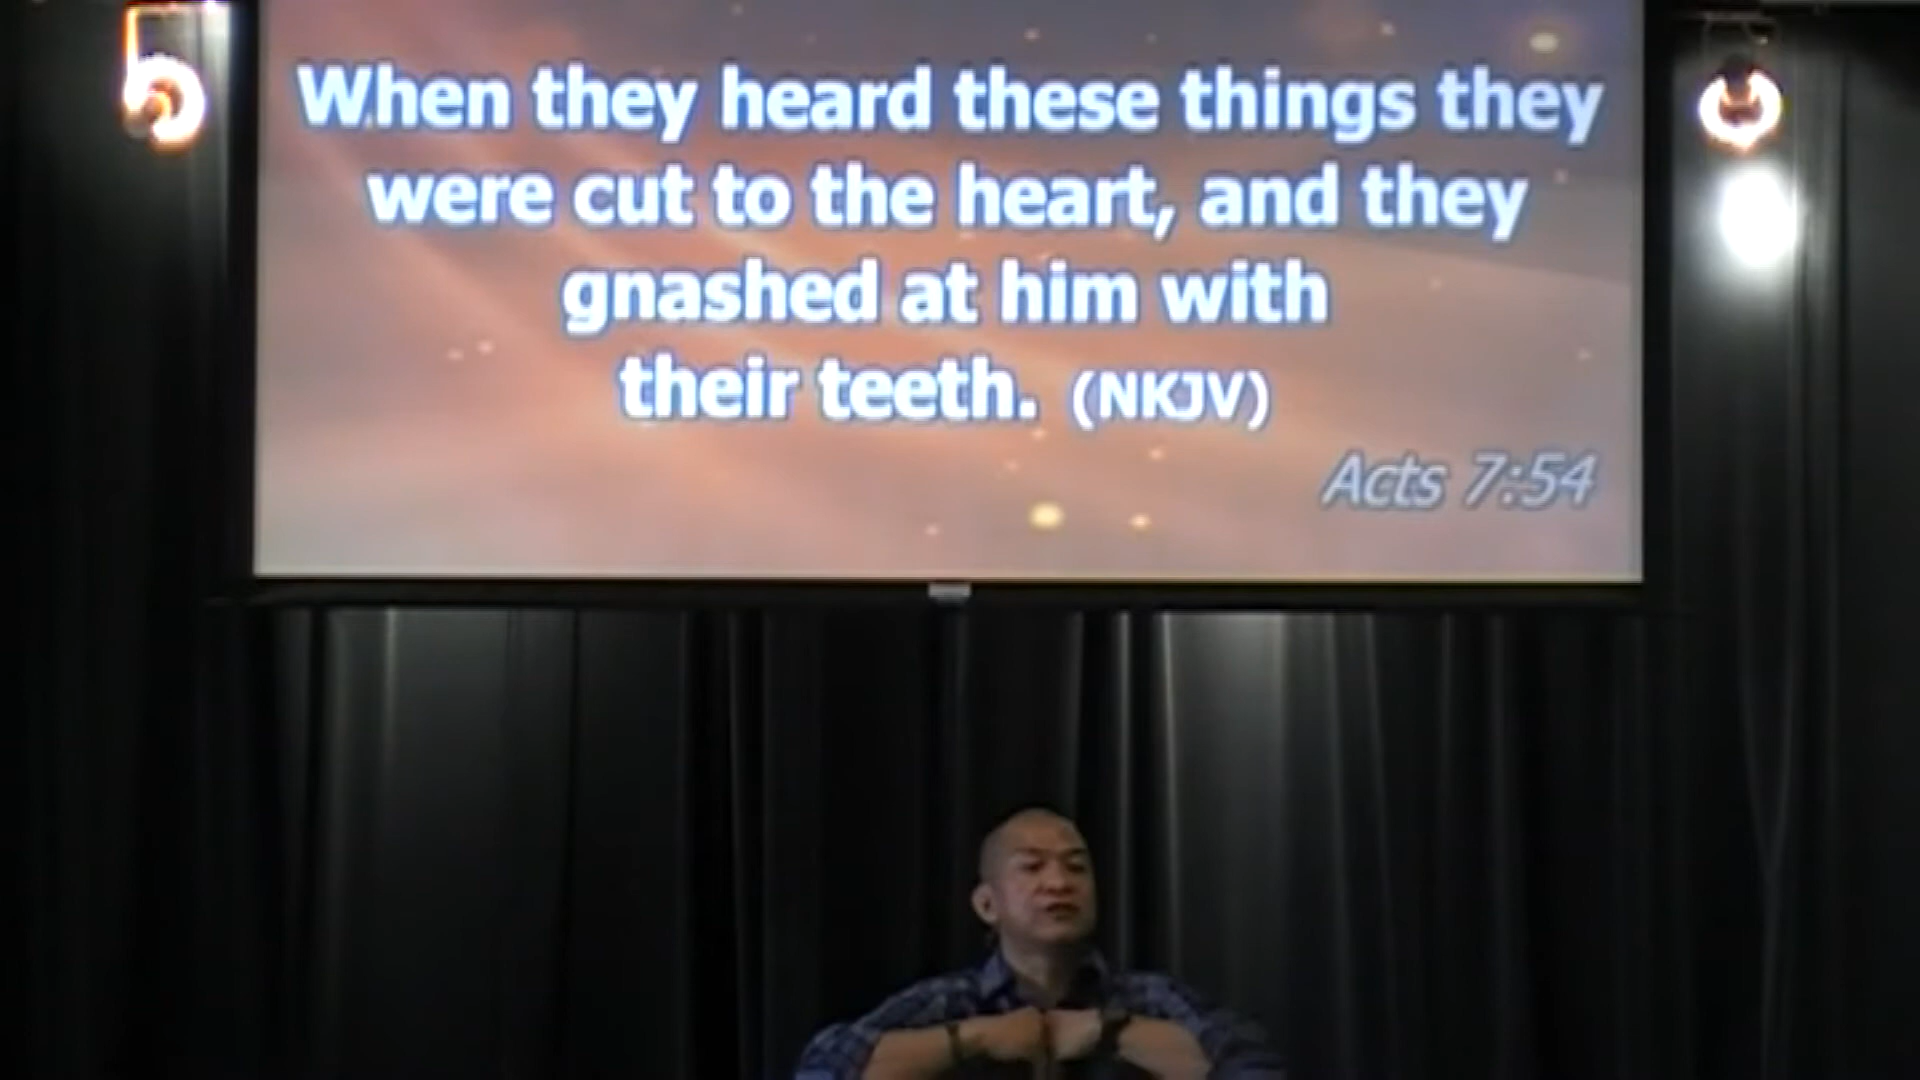 When they heard these things they
were cut to the heart, and they
gnashed at him with
their teeth. (NKJV)
Acts 7:54